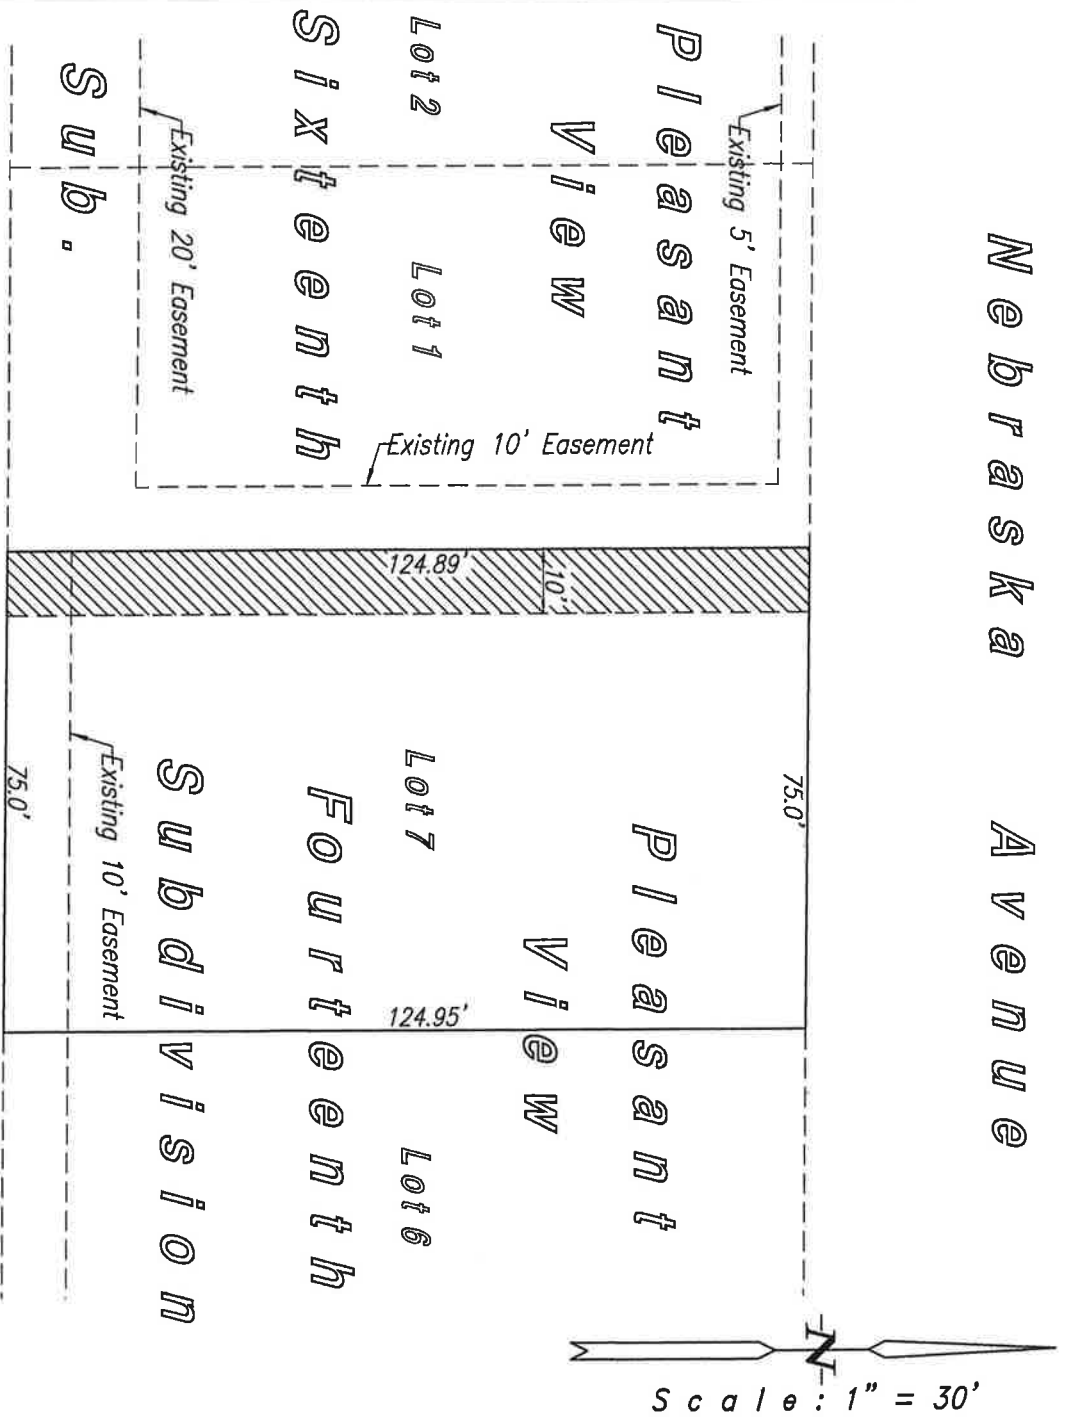 Nebraska Avenue
Pleasant
View
Sixteenth
Sub.
Lot 2
Lot 1
Existing 5' Easement
Existing 20' Easement
Existing 10' Easement
124.89'
10'
75.0'
75.0'
Lot 7
Pleasant
View
Fourteenth
Subdivision
124.95'
Existing 10' Easement
Lot 6
N
Scale: 1" = 30'